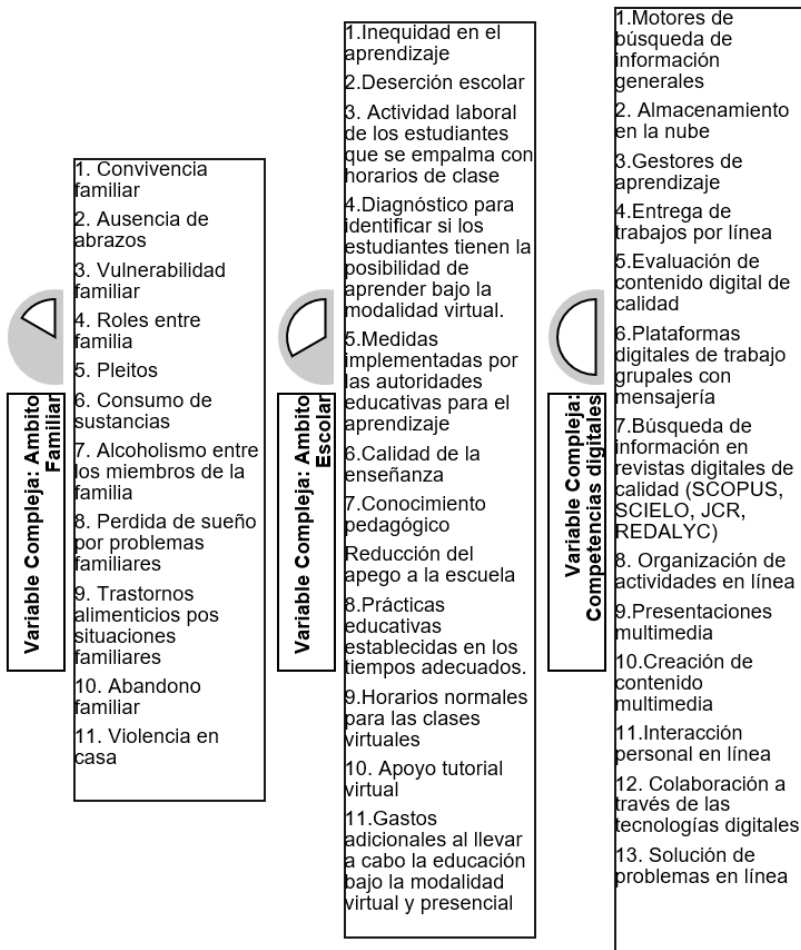 Variable Compleja: Ambito
Familiar
1. Convivencia
familiar
2. Ausencia de
abrazos
3. Vulnerabilidad
familiar
4. Roles entre
familia
5. Pleitos
6. Consumo de
sustancias
7. Alcoholismo entre
los miembros de la
familia
8. Perdida de sueño
por problemas
familiares
9. Trastornos
alimenticios pos
situaciones
familiares
10. Abandono
familiar
11. Violencia en
casa
Variable Compleja: Ambito
Escolar
1.Inequidad en el
aprendizaje
2.Deserción escolar
3. Actividad laboral
de los estudiantes
que se empalma con
horarios de clase
4.Diagnóstico para
identificar si los
estudiantes tienen la
posibilidad de
aprender bajo la
modalidad virtual.
5.Medidas
implementadas por
las autoridades
educativas para el
aprendizaje
6.Calidad de la
enseñanza
7.Conocimiento
pedagógico
Reducción del
apego a la escuela
8.Prácticas
educativas
establecidas en los
tiempos adecuados.
9.Horarios normales
para las clases
virtuales
10. Apoyo tutorial
virtual
11.Gastos
adicionales al llevar
a cabo la educación
bajo la modalidad
virtual y presencial
Variable Compleja:
Competencias digitales
1.Motores de
búsqueda de
información
generales
2. Almacenamiento
en la nube
3.Gestores de
aprendizaje
4.Entrega de
trabajos por línea
5.Evaluación de
contenido digital de
calidad
6.Plataformas
digitales de trabajo
grupales con
mensajería
7.Búsqueda de
información en
revistas digitales de
calidad (SCOPUS,
SCIELO, JCR,
REDALYC)
8. Organización de
actividades en línea
9.Presentaciones
multimedia
10.Creación de
contenido
multimedia
11.Interacción
personal en línea
12. Colaboración a
través de las
tecnologías digitales
13. Solución de
problemas en línea